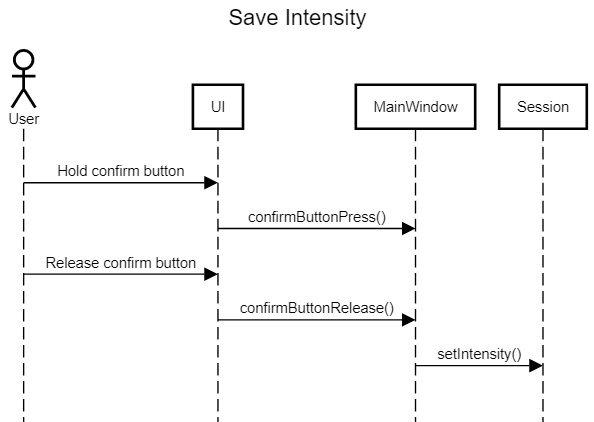 Save Intensity
User
UI
MainWindow
Session
Hold confirm button
confirmButtonPress()
Release confirm button
confirmButtonRelease()
setIntensity()